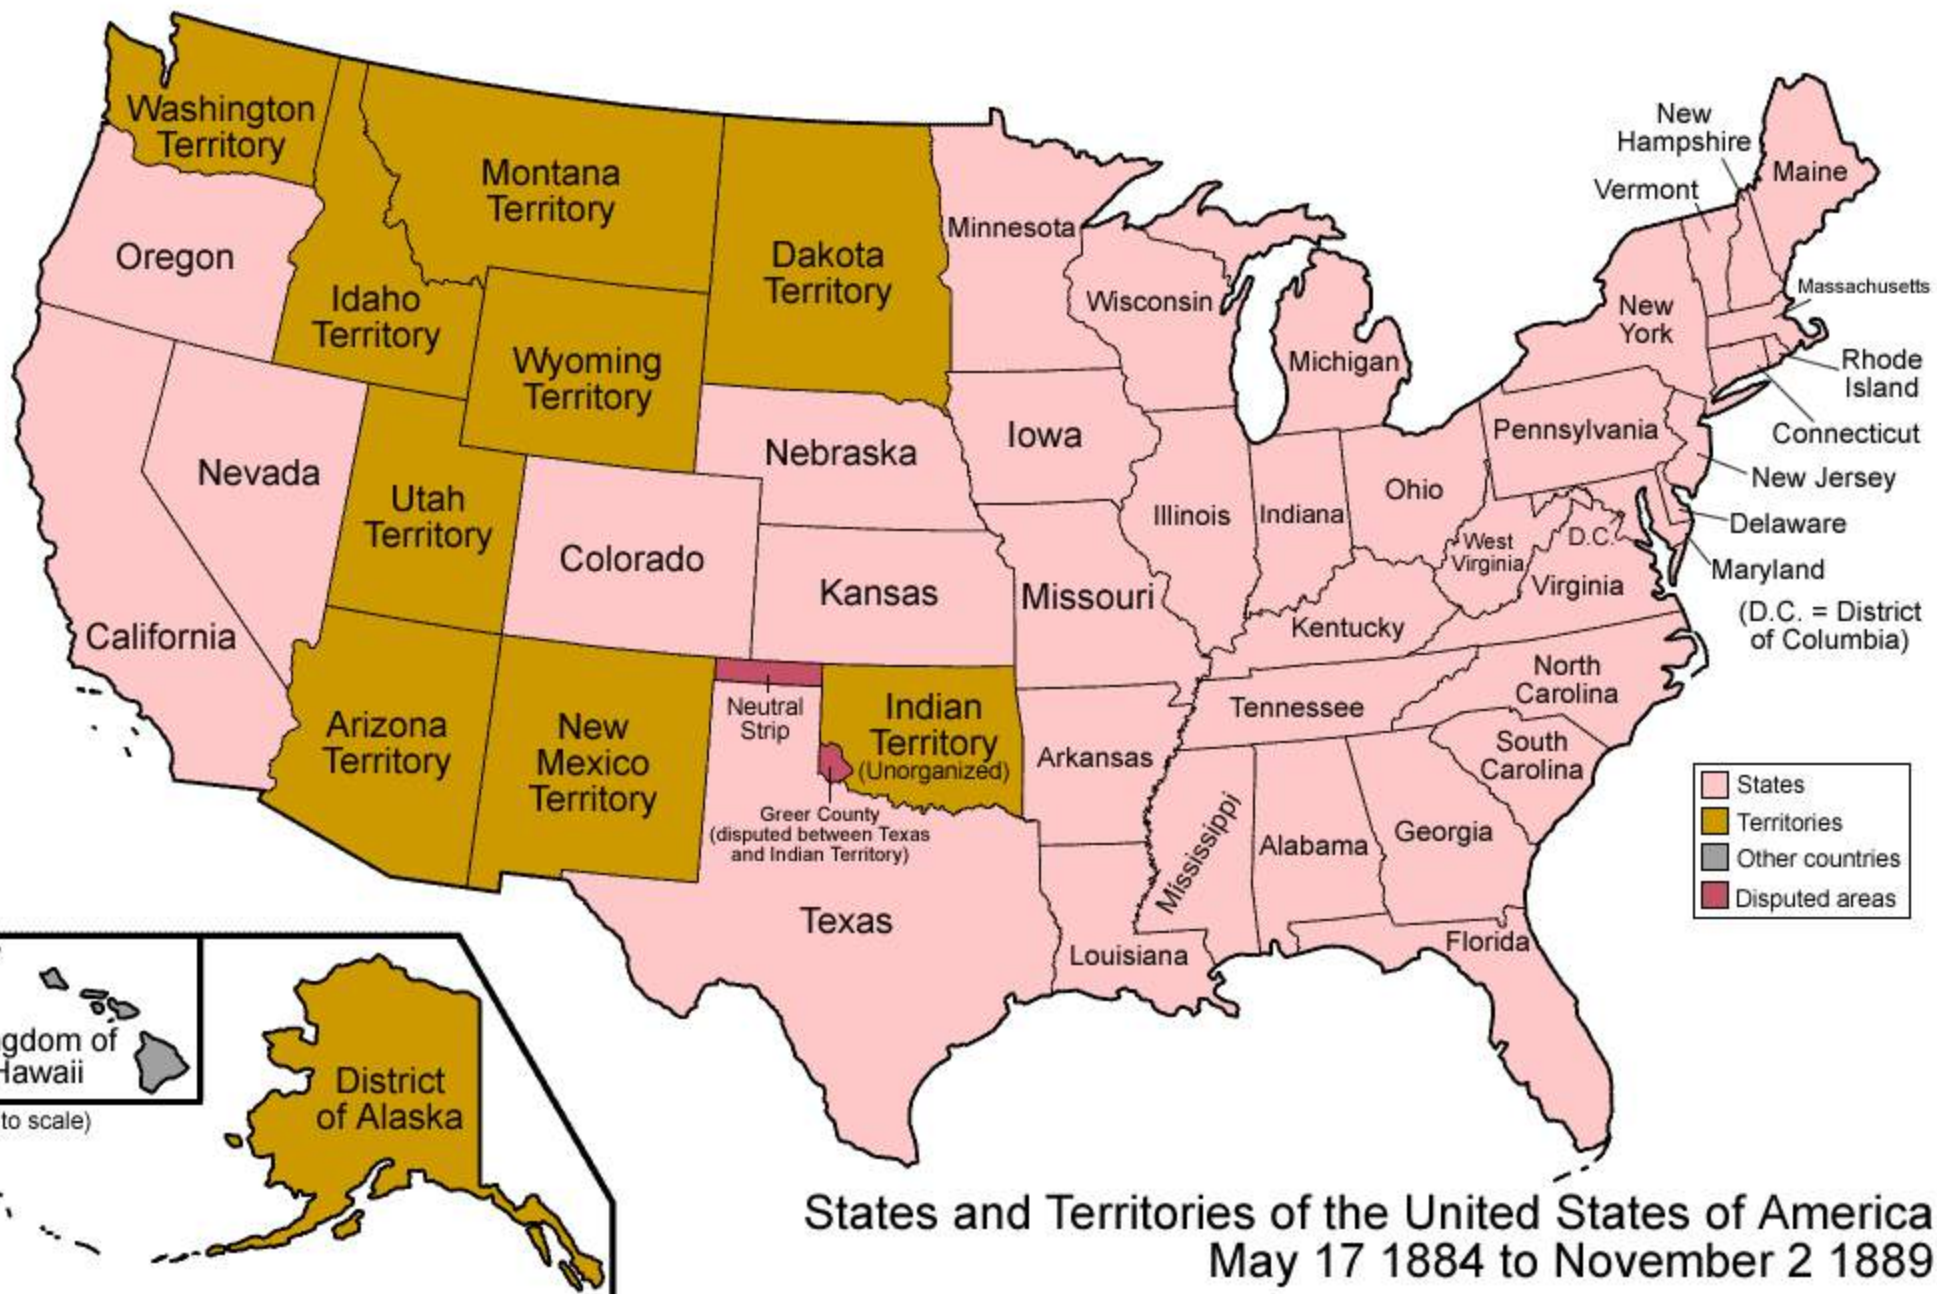 Washington
Territory
Montana
Territory
Dakota
Territory
Minnesota
Oregon
Idaho
Territory
Wyoming
Territory
Wisconsin
Michigan
New
Hampshire
Vermont
Maine
Massachusetts
New
York
Rhode
Island
Connecticut
Pennsylvania
New Jersey
Delaware
Maryland
(D.C. = District
of Columbia)
Nevada
Utah
Territory
Nebraska
Iowa
Illinois
Indiana
Ohio
West
Virginia
D.C.
Virginia
California
Colorado
Kansas
Missouri
Kentucky
Arizona
Territory
New
Mexico
Territory
Neutral
Strip
Indian
Territory
(Unorganized)
Greer County
(disputed between Texas
and Indian Territory)
Arkansas
Tennessee
North
Carolina
South
Carolina
Mississippi
Alabama
Georgia
Texas
Louisiana
Florida
States
Territories
Other countries
Disputed areas
gdom of
Hawaii
to scale)
District
of Alaska
States and Territories of the United States of America
May 17 1884 to November 2 1889